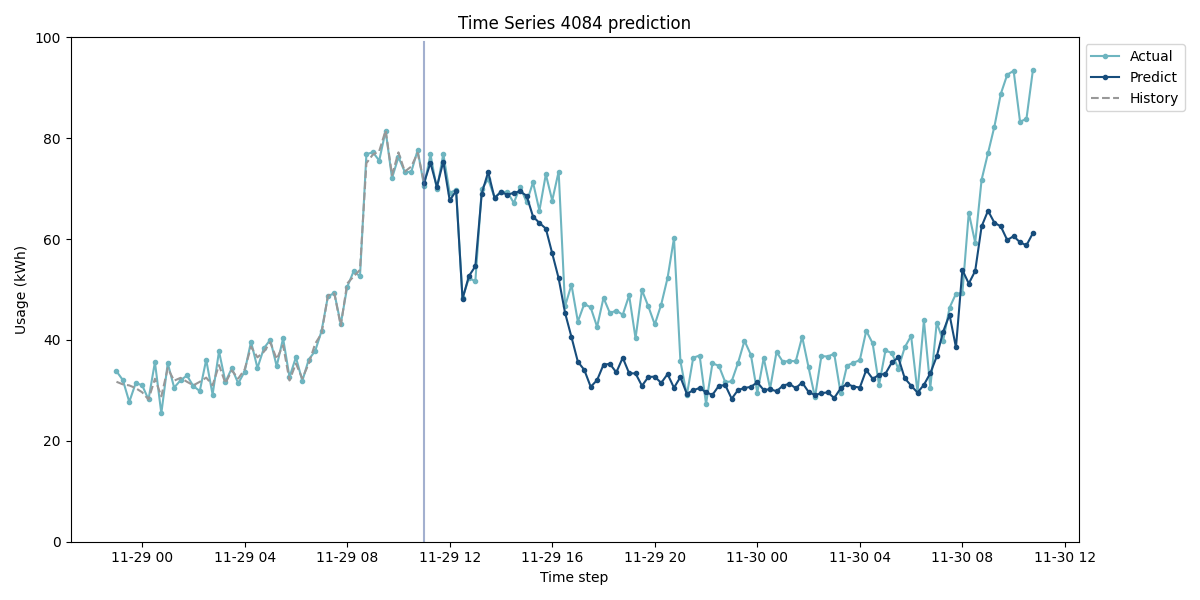 Time Series 4084 prediction
100
80
60
40
20
0
Usage (kWh)
11-29 00
11-29 04
11-29 08
11-29 12
11-29 16
11-29 20
11-30 00
11-30 04
11-30 08
11-30 12
Time step
Actual
Predict
History